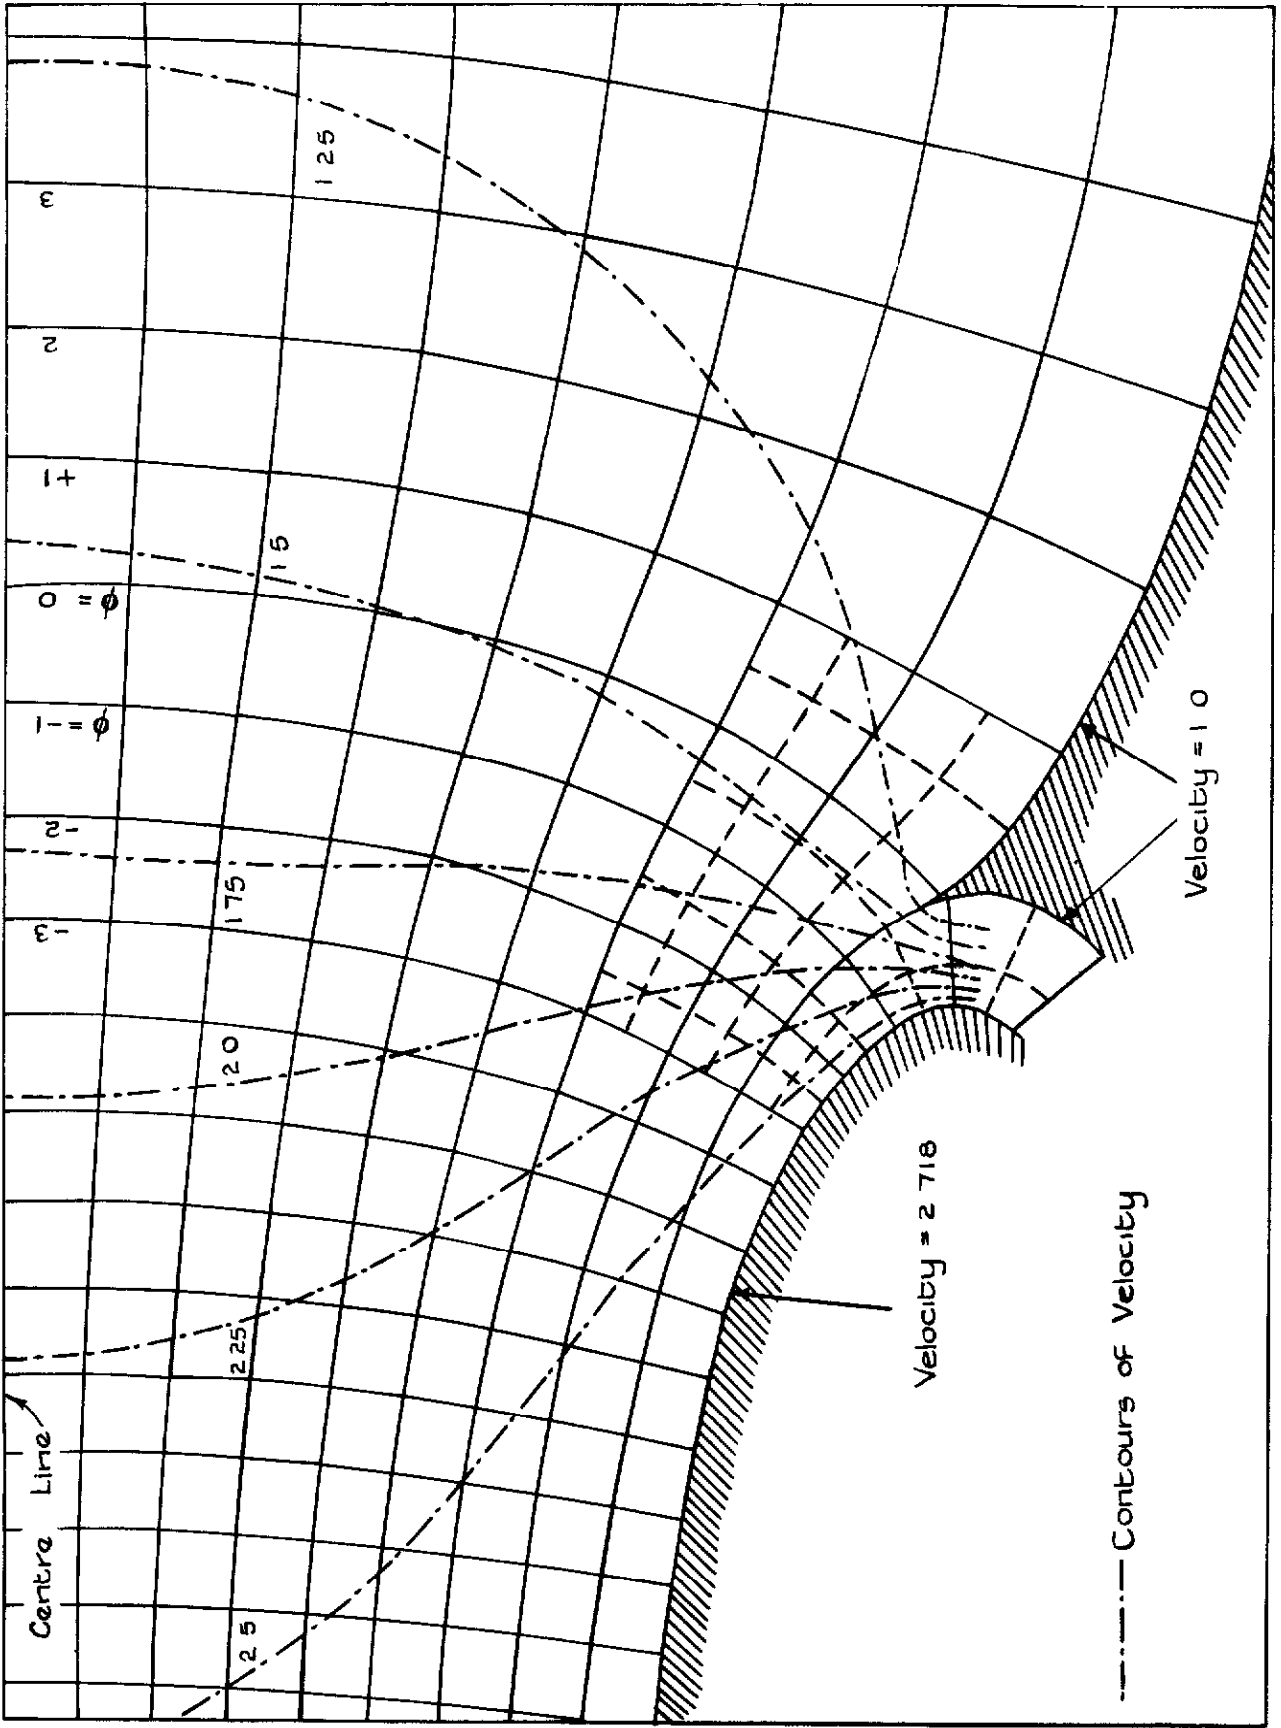 Centre Line
3
2
+1
φ = 0
φ = -1
-2
-3
1 25
1 5
1 75
2 0
2 25
2 5
Velocity = 1 0
Velocity = 2 718
Contours of Velocity